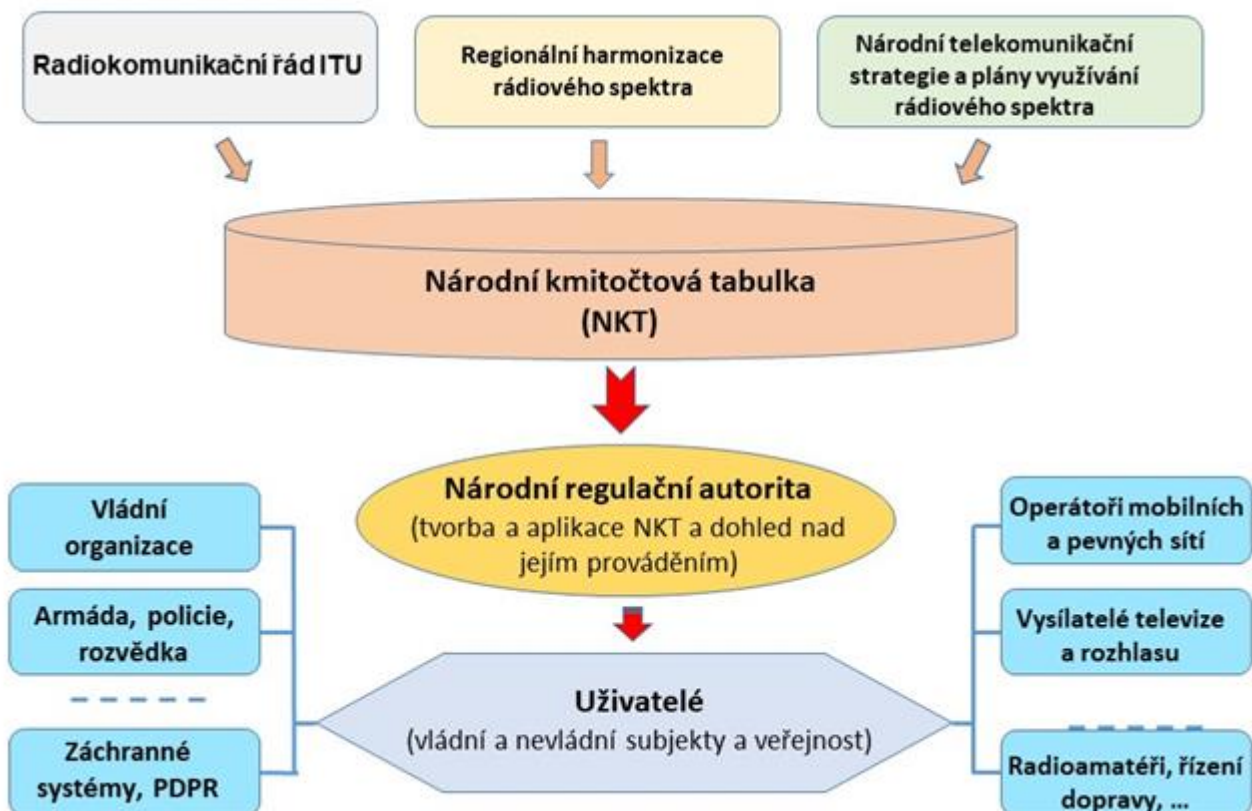 Radiokomunikační řád ITU
Regionální harmonizace
rádiového spektra
Národní telekomunikační
strategie a plány využívání
rádiového spektra
Národní kmitočtová tabulka
(NKT)
Národní regulační autorita
(tvorba a aplikace NKT a dohled nad
jejím prováděním)
Vládní
organizace
Armáda, policie,
rozvědka
Záchranné
systémy, PDPR
Uživatelé
(vládní a nevládní subjekty a veřejnost)
Operátoři mobilních
a pevných sítí
Vysílatelé televize
a rozhlasu
Radioamatéři, řízení
dopravy, ...